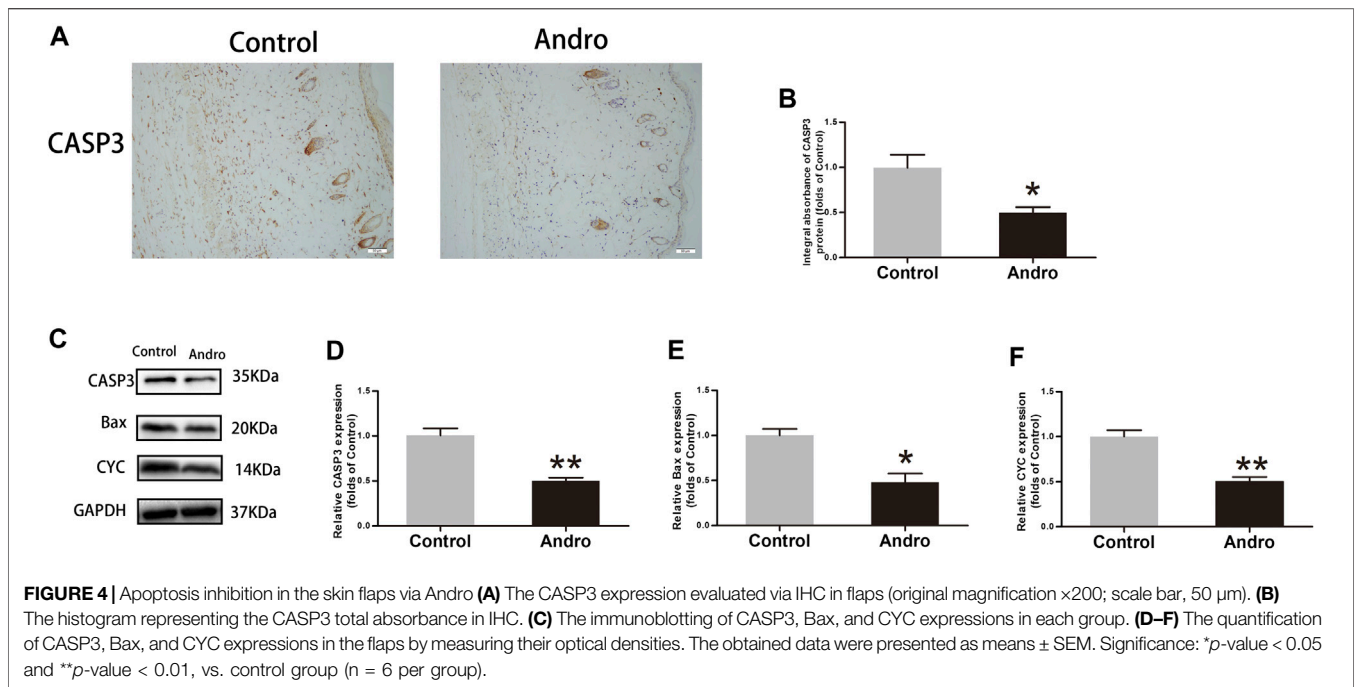 A
Control
Andro
CASP3
B
Integral absorbance of CASP3
protein (folds of Control)
1.5
1.0
0.5
0.0
*
Control
Andro
C
Control
Andro
CASP3
35KDa
Bax
20KDa
CYC
14KDa
GAPDH
37KDa
D
Relative CASP3 expression
(folds of Control)
1.5
1.0
0.5
0.0
**
Control
Andro
E
Relative Bax expression
(folds of Control)
1.5
1.0
0.5
0.0
*
Control
Andro
F
Relative CYC expression
(folds of Control)
1.5
1.0
0.5
0.0
**
Control
Andro
FIGURE 4 | Apoptosis inhibition in the skin flaps via Andro (A) The CASP3 expression evaluated via IHC in flaps (original magnification ×200; scale bar, 50 µm). (B)
The histogram representing the CASP3 total absorbance in IHC. (C) The immunoblotting of CASP3, Bax, and CYC expressions in each group. (D–F) The quantification
of CASP3, Bax, and CYC expressions in the flaps by measuring their optical densities. The obtained data were presented as means ± SEM. Significance: *p-value < 0.05
and **p-value < 0.01, vs. control group (n = 6 per group).